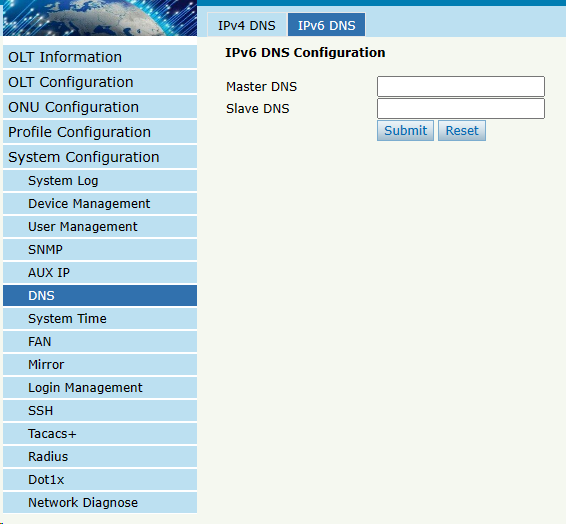 IPv4 DNS
IPv6 DNS
IPv6 DNS Configuration
Master DNS
Slave DNS
Submit
Reset
OLT Information
OLT Configuration
ONU Configuration
Profile Configuration
System Configuration
System Log
Device Management
User Management
SNMP
AUX IP
DNS
System Time
FAN
Mirror
Login Management
SSH
Tacacs+
Radius
Dot1x
Network Diagnose